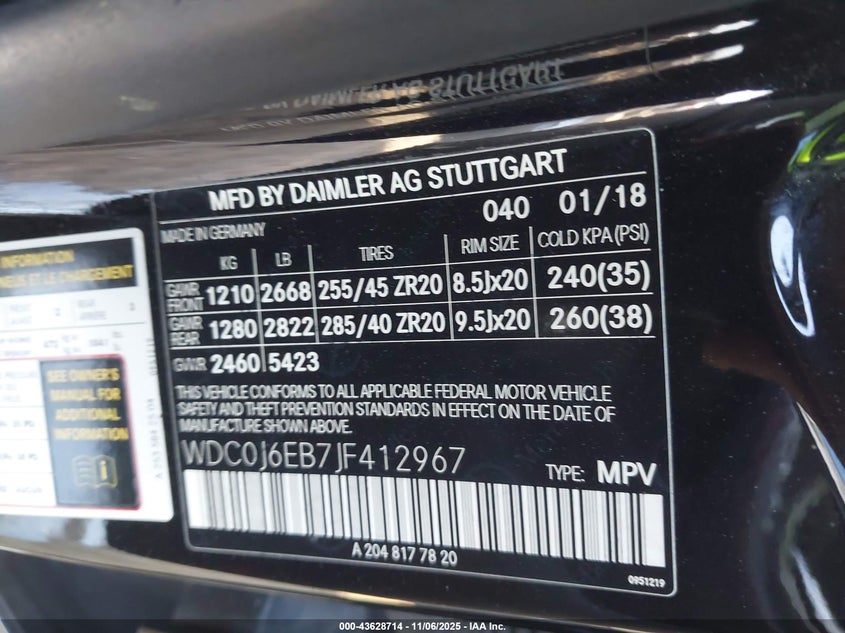 MFD BY DAIMLER AG STUTTGART
040 01/18
MADE IN GERMANY
KG LB TIRES RIM SIZE COLD KPA(PSI)
GAWR FRONT 1210 2668 255/45 ZR20 8.5Jx20 240(35)
GAWR REAR 1280 2822 285/40 ZR20 9.5Jx20 260(38)
GVWR 2460 5423
THIS VEHICLE CONFORMS TO ALL APPLICABLE FEDERAL MOTOR VEHICLE
SAFETY AND THEFT PREVENTION STANDARDS IN EFFECT ON THE DATE OF
MANUFACTURE SHOWN ABOVE.
WDC0J6EB7JF412967
TYPE: MPV
A 204 817 78 20
0951219
INFORMATION
ET LE CHARGEMENT
SEE OWNER'S
MANUAL FOR
ADDITIONAL
INFORMATION
000-43628714 - 11/06/2025 - IAA Inc.